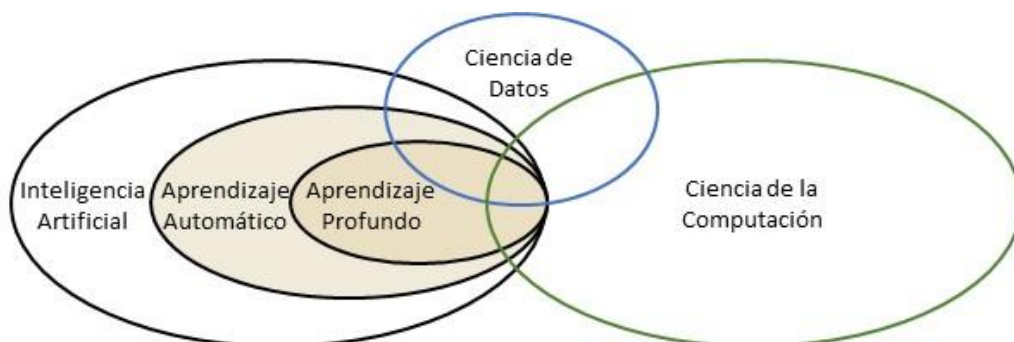 Ciencia de
Datos
Inteligencia
Artificial
Aprendizaje
Automático
Aprendizaje
Profundo
Ciencia de la
Computación